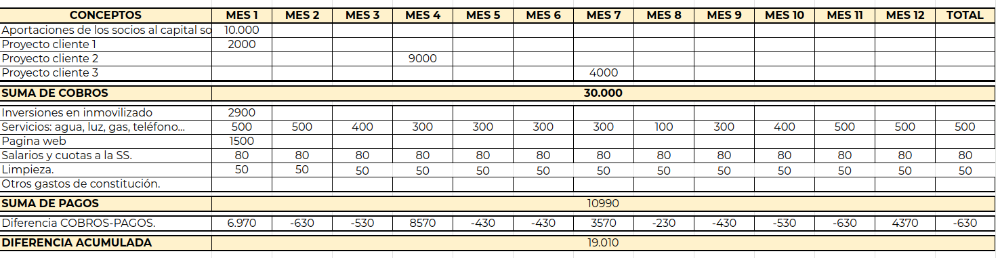 CONCEPTOS MES 1 MES 2 MES 3 MES 4 MES 5 MES 6 MES 7 MES 8 MES 9 MES 10 MES 11 MES 12 TOTAL
Aportaciones de los socios al capital so 10.000
Proyecto cliente 1 2000
Proyecto cliente 2 9000
Proyecto cliente 3 4000
SUMA DE COBROS 30.000
Inversiones en inmovilizado 2900
Servicios: agua, luz, gas, teléfono... 500 500 400 300 300 300 300 100 300 400 500 500 500
Pagina web 1500
Salarios y cuotas a la SS. 80 80 80 80 80 80 80 80 80 80 80 80 80
Limpieza. 50 50 50 50 50 50 50 50 50 50 50 50 50
Otros gastos de constitución.
SUMA DE PAGOS 10990
Diferencia COBROS-PAGOS. 6.970 -630 -530 8570 -430 -430 3570 -230 -430 -530 -630 4370 -630
DIFERENCIA ACUMULADA 19.010